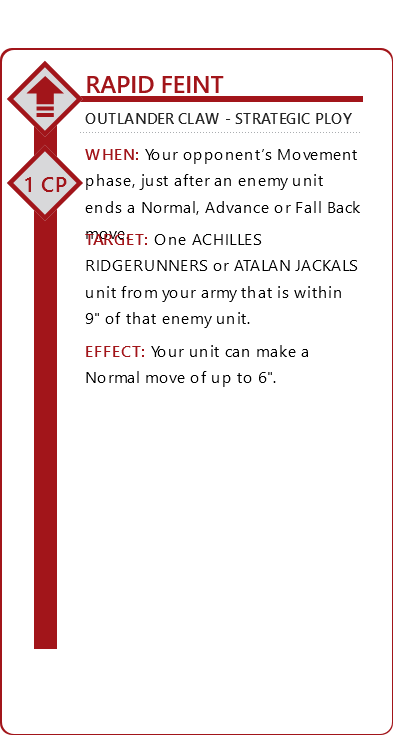 RAPID FEINT
OUTLANDER CLAW - STRATEGIC PLOY
WHEN: Your opponent's Movement
phase, just after an enemy unit
ends a Normal, Advance or Fall Back
move.
1 CP
TARGET: One ACHILLES
RIDGERUNNERS or ATALAN JACKALS
unit from your army that is within
9" of that enemy unit.
EFFECT: Your unit can make a
Normal move of up to 6".